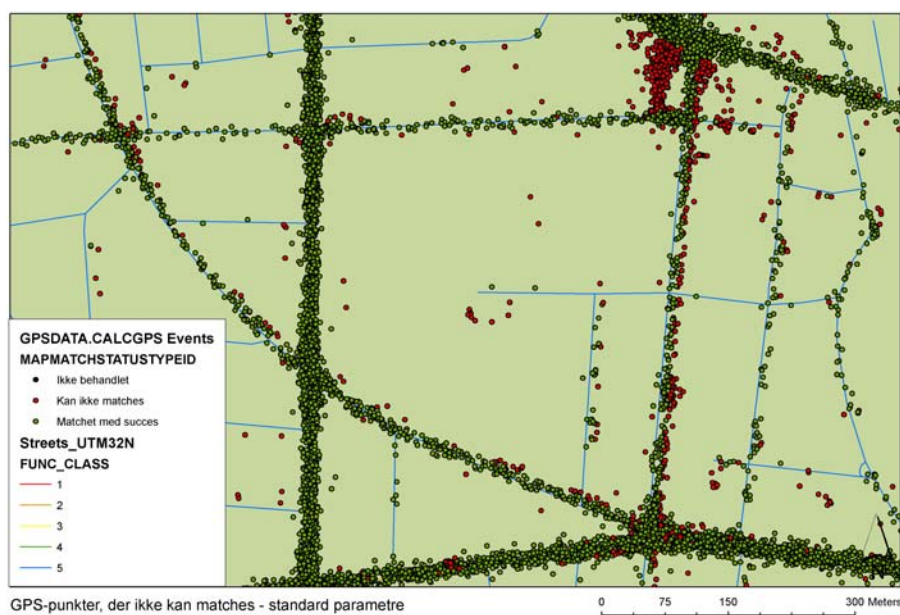 GPSDATA.CALCGPS Events
MAPMATCHSTATUSTYPEID
Ikke behandlet
Kan ikke matches
Matchet med succes
Streets_UTM32N
FUNC_CLASS
1
2
3
4
5
GPS-punkter, der ikke kan matches - standard parametre
0 75 150 300 Meters